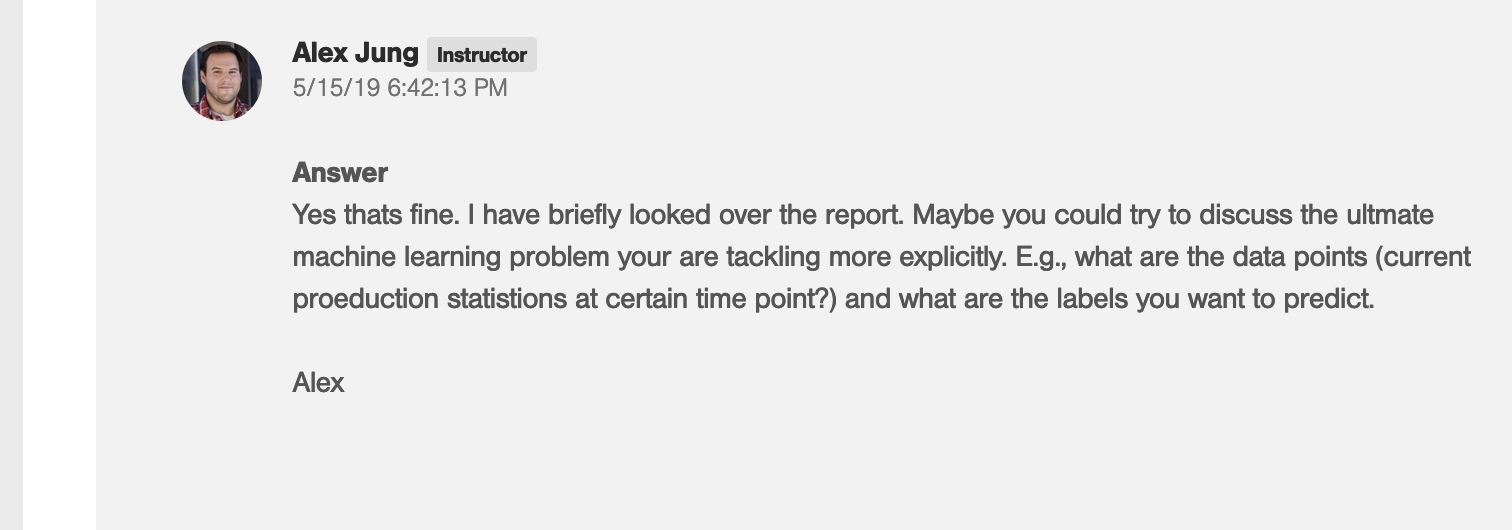 Alex Jung Instructor
5/15/19 6:42:13 PM
Answer
Yes thats fine. I have briefly looked over the report. Maybe you could try to discuss the ultmate
machine learning problem your are tackling more explicitly. E.g., what are the data points (current
proeduction statistions at certain time point?) and what are the labels you want to predict.
Alex